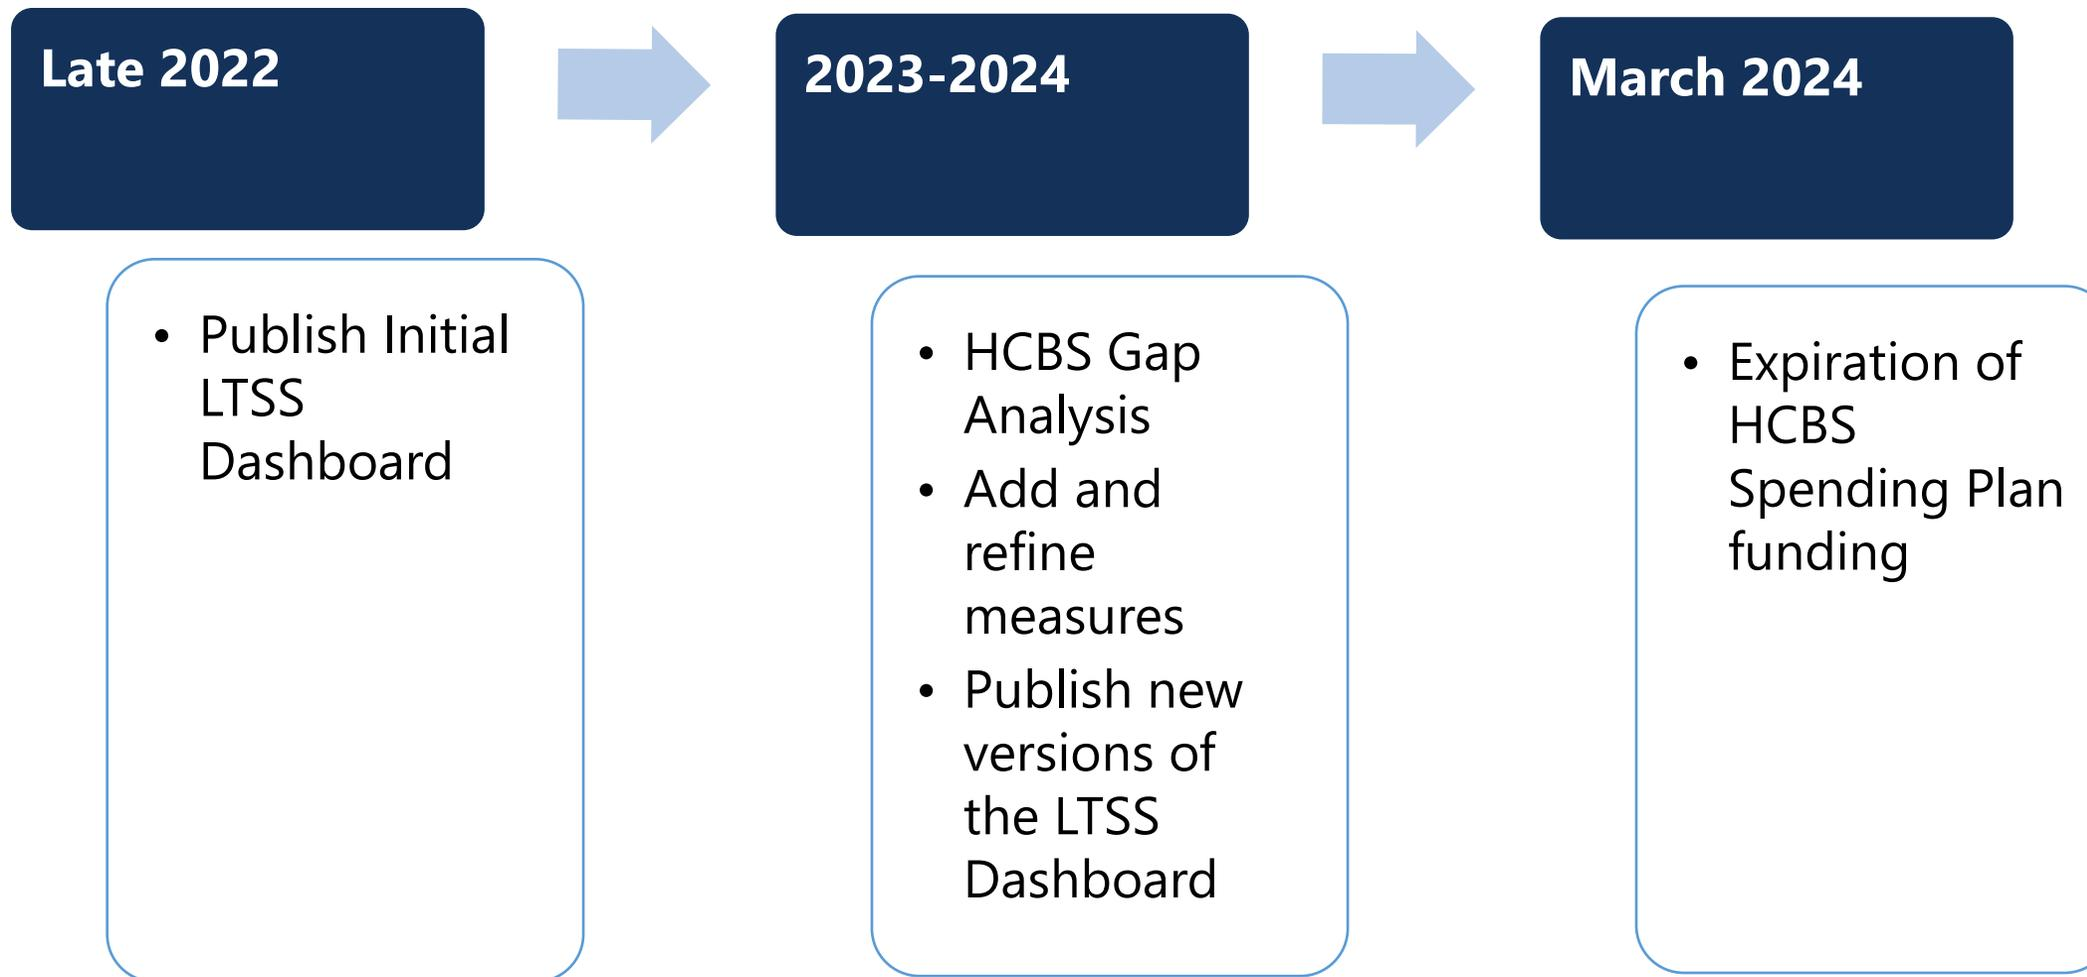 Late 2022
• Publish Initial
LTSS
Dashboard
2023-2024
• HCBS Gap
Analysis
• Add and
refine
measures
• Publish new
versions of
the LTSS
Dashboard
March 2024
• Expiration of
HCBS
Spending Plan
funding